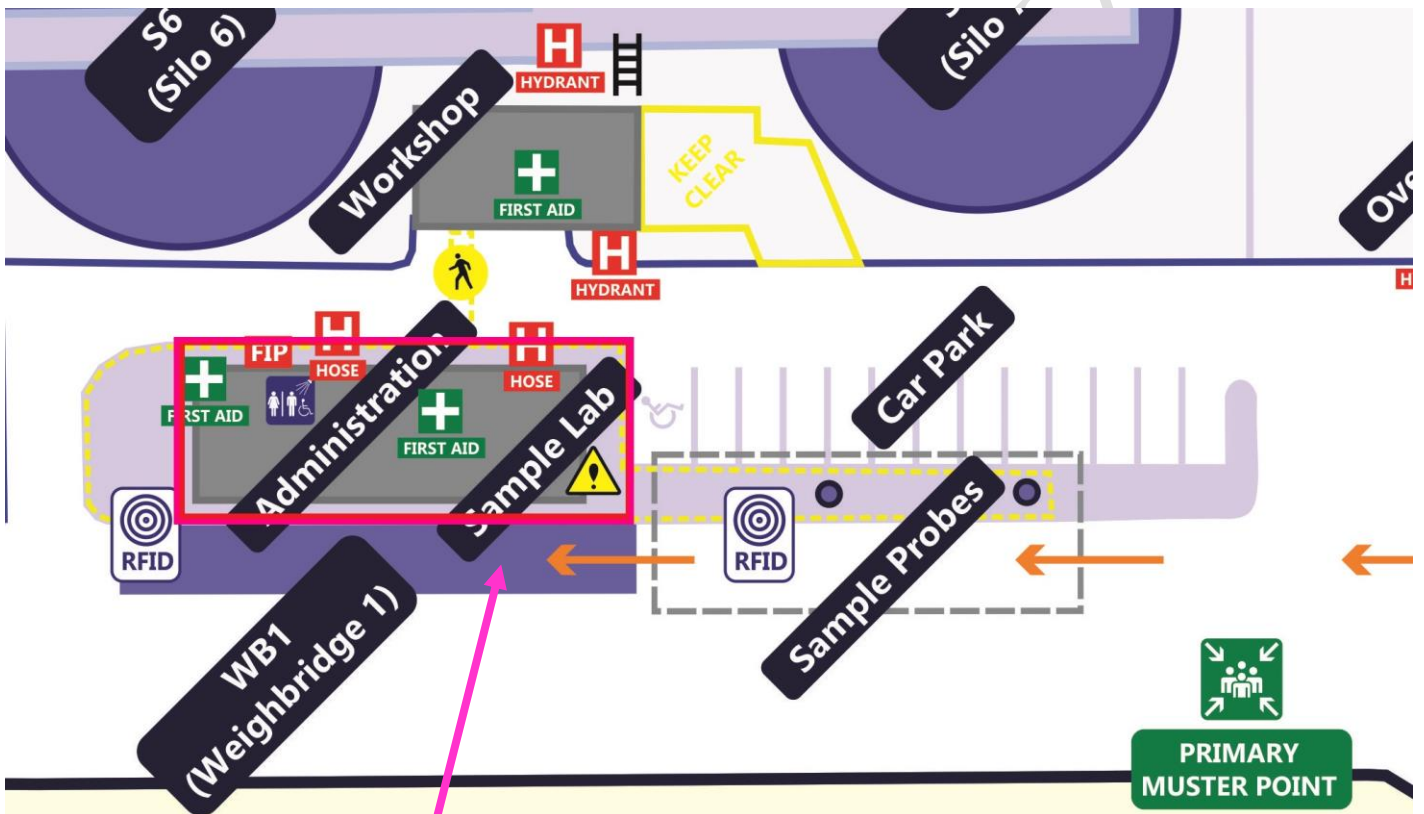 S6
(Silo 6)
(Silo
H
HYDRANT
Workshop
FIRST AID
KEEP
CLEAR
H
HYDRANT
H
FIP
H
HOSE
H
HOSE
FIRST AID
Administration
FIRST AID
Sample Lab
Car Park
RFID
RFID
Sample Probes
WB1
(Weighbridge 1)
PRIMARY
MUSTER POINT